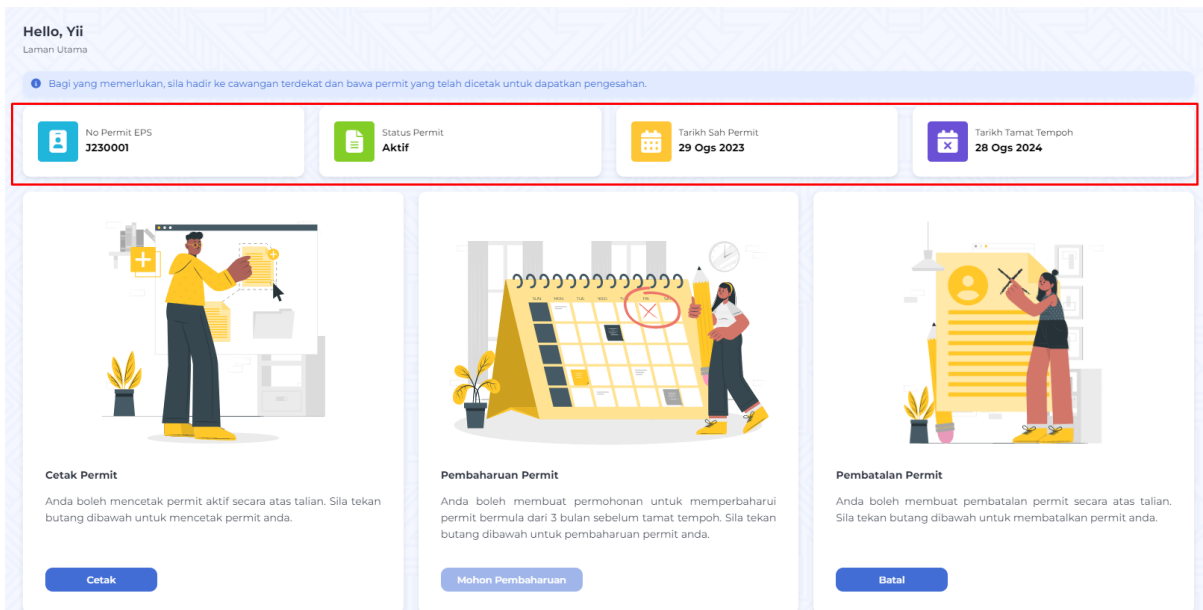 Hello, Yii
Laman Utama
Bagi yang memerlukan, sila hadir ke cawangan terdekat dan bawa permit yang telah dicetak untuk dapatkan pengesahan.
No Permit EPS
J230001
Status Permit
Aktif
Tarikh Sah Permit
29 Ogs 2023
Tarikh Tamat Tempoh
28 Ogs 2024
SUN. MON. TUE. WED.
Cetak Permit
Anda boleh mencetak permit aktif secara atas talian. Sila tekan
butang dibawah untuk mencetak permit anda.
Cetak
Pembaharuan Permit
Anda boleh membuat permohonan untuk memperbaharui
permit bermula dari 3 bulan sebelum tamat tempoh. Sila tekan
butang dibawah untuk pembaharuan permit anda.
Mohon Pembaharuan
Pembatalan Permit
Anda boleh membuat pembatalan permit secara atas talian.
Sila tekan butang dibawah untuk membatalkan permit anda.
Batal